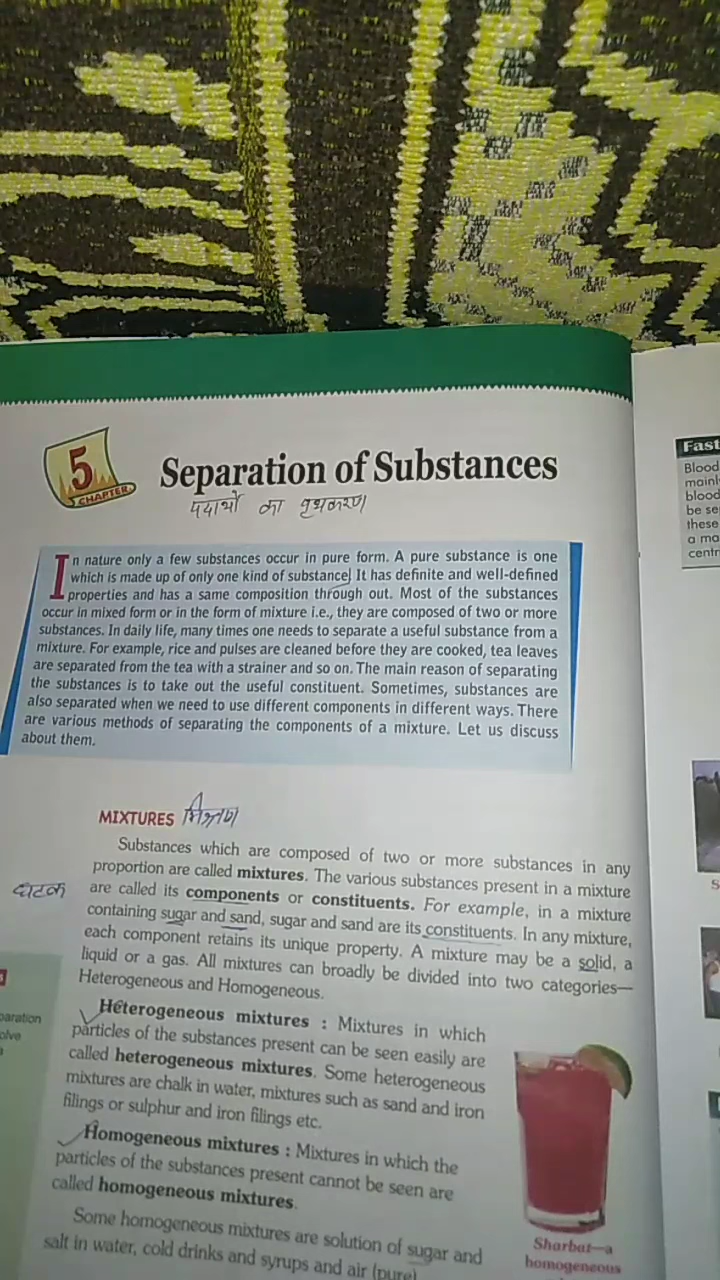 5
CHAPTER
Separation of Substances
पदार्थो का पृथकरण
In nature only a few substances occur in pure form. A pure substance is one
which is made up of only one kind of substance. It has definite and well-defined
properties and has a same composition through out. Most of the substances
occur in mixed form or in the form of mixture i.e., they are composed of two or more
substances. In daily life, many times one needs to separate a useful substance from a
mixture. For example, rice and pulses are cleaned before they are cooked, tea leaves
are separated from the tea with a strainer and so on. The main reason of separating
the substances is to take out the useful constituent. Sometimes, substances are
also separated when we need to use different components in different ways. There
are various methods of separating the components of a mixture. Let us discuss
about them.
MIXTURES मिश्रण
Substances which are composed of two or more substances in any
proportion are called mixtures. The various substances present in a mixture
घटक are called its components or constituents. For example, in a mixture
containing sugar and sand, sugar and sand are its constituents. In any mixture,
each component retains its unique property. A mixture may be a solid, a
liquid or a gas. All mixtures can broadly be divided into two categories—
Heterogeneous and Homogeneous.
Heterogeneous mixtures : Mixtures in which
particles of the substances present can be seen easily are
called heterogeneous mixtures. Some heterogeneous
mixtures are chalk in water, mixtures such as sand and iron
filings or sulphur and iron filings etc.
Homogeneous mixtures : Mixtures in which the
particles of the substances present cannot be seen are
called homogeneous mixtures.
Some homogeneous mixtures are solution of sugar and
salt in water, cold drinks and syrups and air (pure)
Sharbat—a
homogeneous
Fast
Blood
mainl
blood
be se
these
a ma
centr
paration
olve